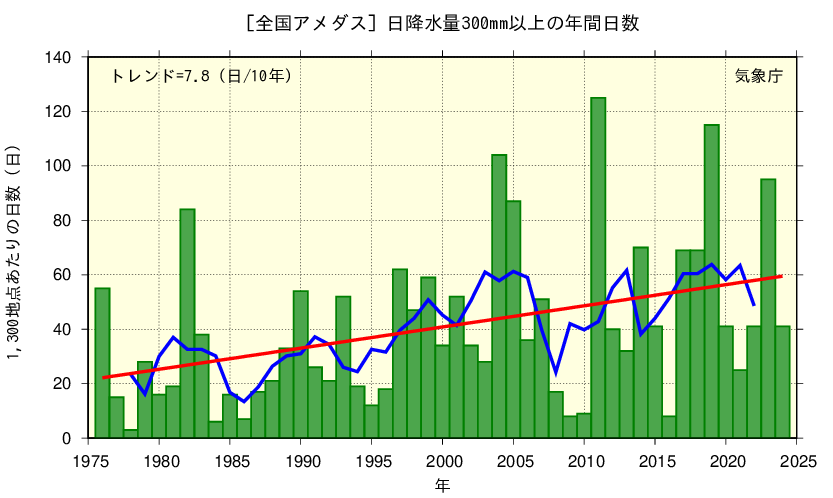 ［全国アメダス］日降水量300mm以上の年間日数
トレンド=7.8（日/10年）
気象庁
1,300地点あたりの日数（日）
140
120
100
80
60
40
20
0
1975 1980 1985 1990 1995 2000 2005 2010 2015 2020 2025
年